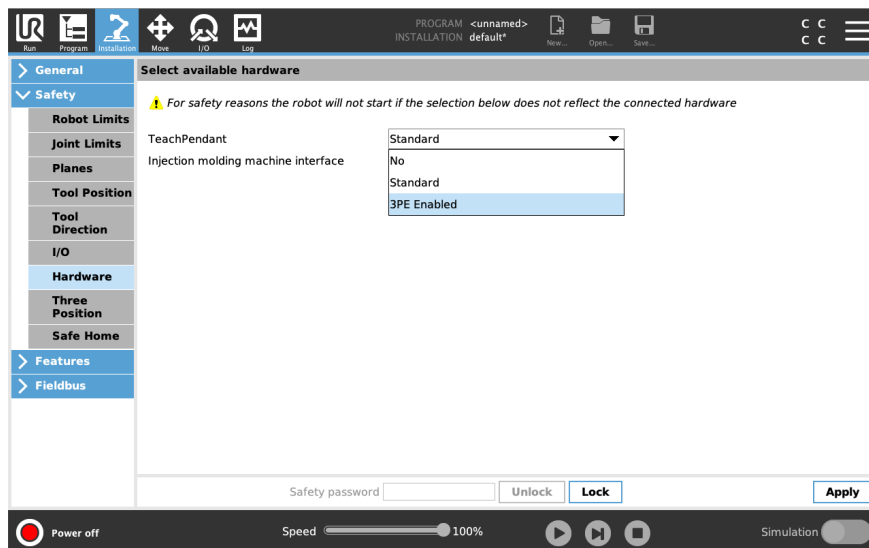 PROGRAM <unnamed>
INSTALLATION default*
Run Program Installation Move I/O Log New... Open... Save...
C C
C C
General
Select available hardware
Safety
For safety reasons the robot will not start if the selection below does not reflect the connected hardware
Robot Limits
Joint Limits
TeachPendant Standard
Injection molding machine interface No
Planes
Standard
Tool Position
3PE Enabled
Tool
Direction
I/O
Hardware
Three
Position
Safe Home
Features
Fieldbus
Safety password Unlock Lock Apply
Power off Speed 100% Simulation